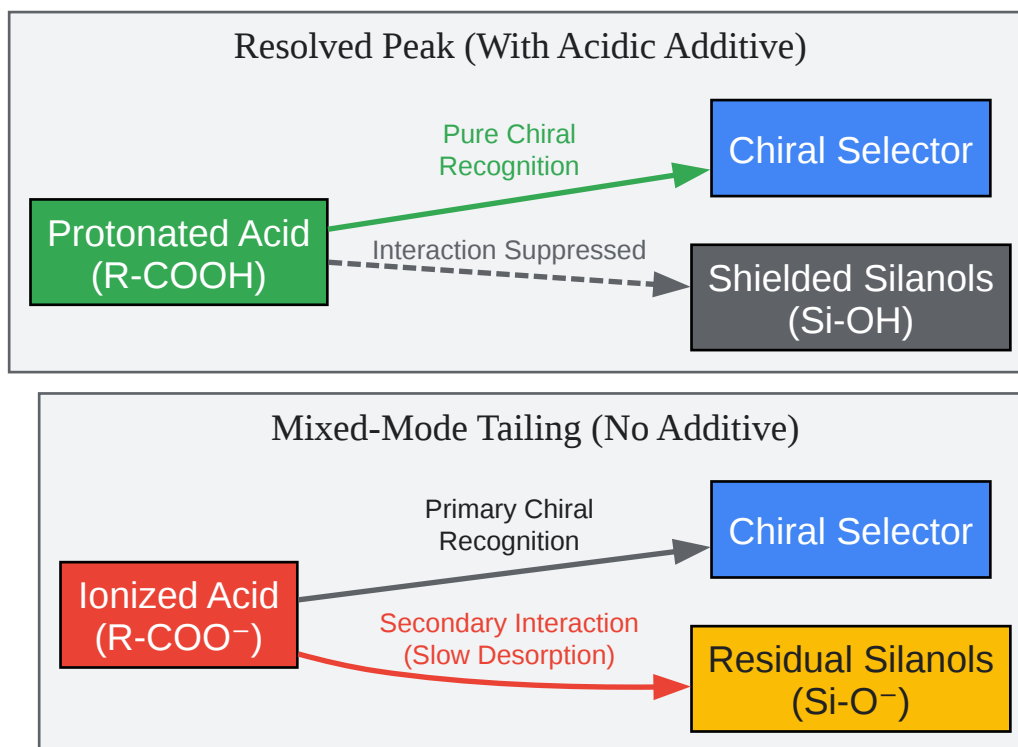 Resolved Peak (With Acidic Additive)
Pure Chiral
Recognition
Chiral Selector
Protonated Acid
(R-COOH)
Interaction Suppressed
Shielded Silanols
(Si-OH)
Mixed-Mode Tailing (No Additive)
Primary Chiral
Recognition
Chiral Selector
Ionized Acid
(R-COO⁻)
Secondary Interaction
(Slow Desorption)
Residual Silanols
(Si-O⁻)